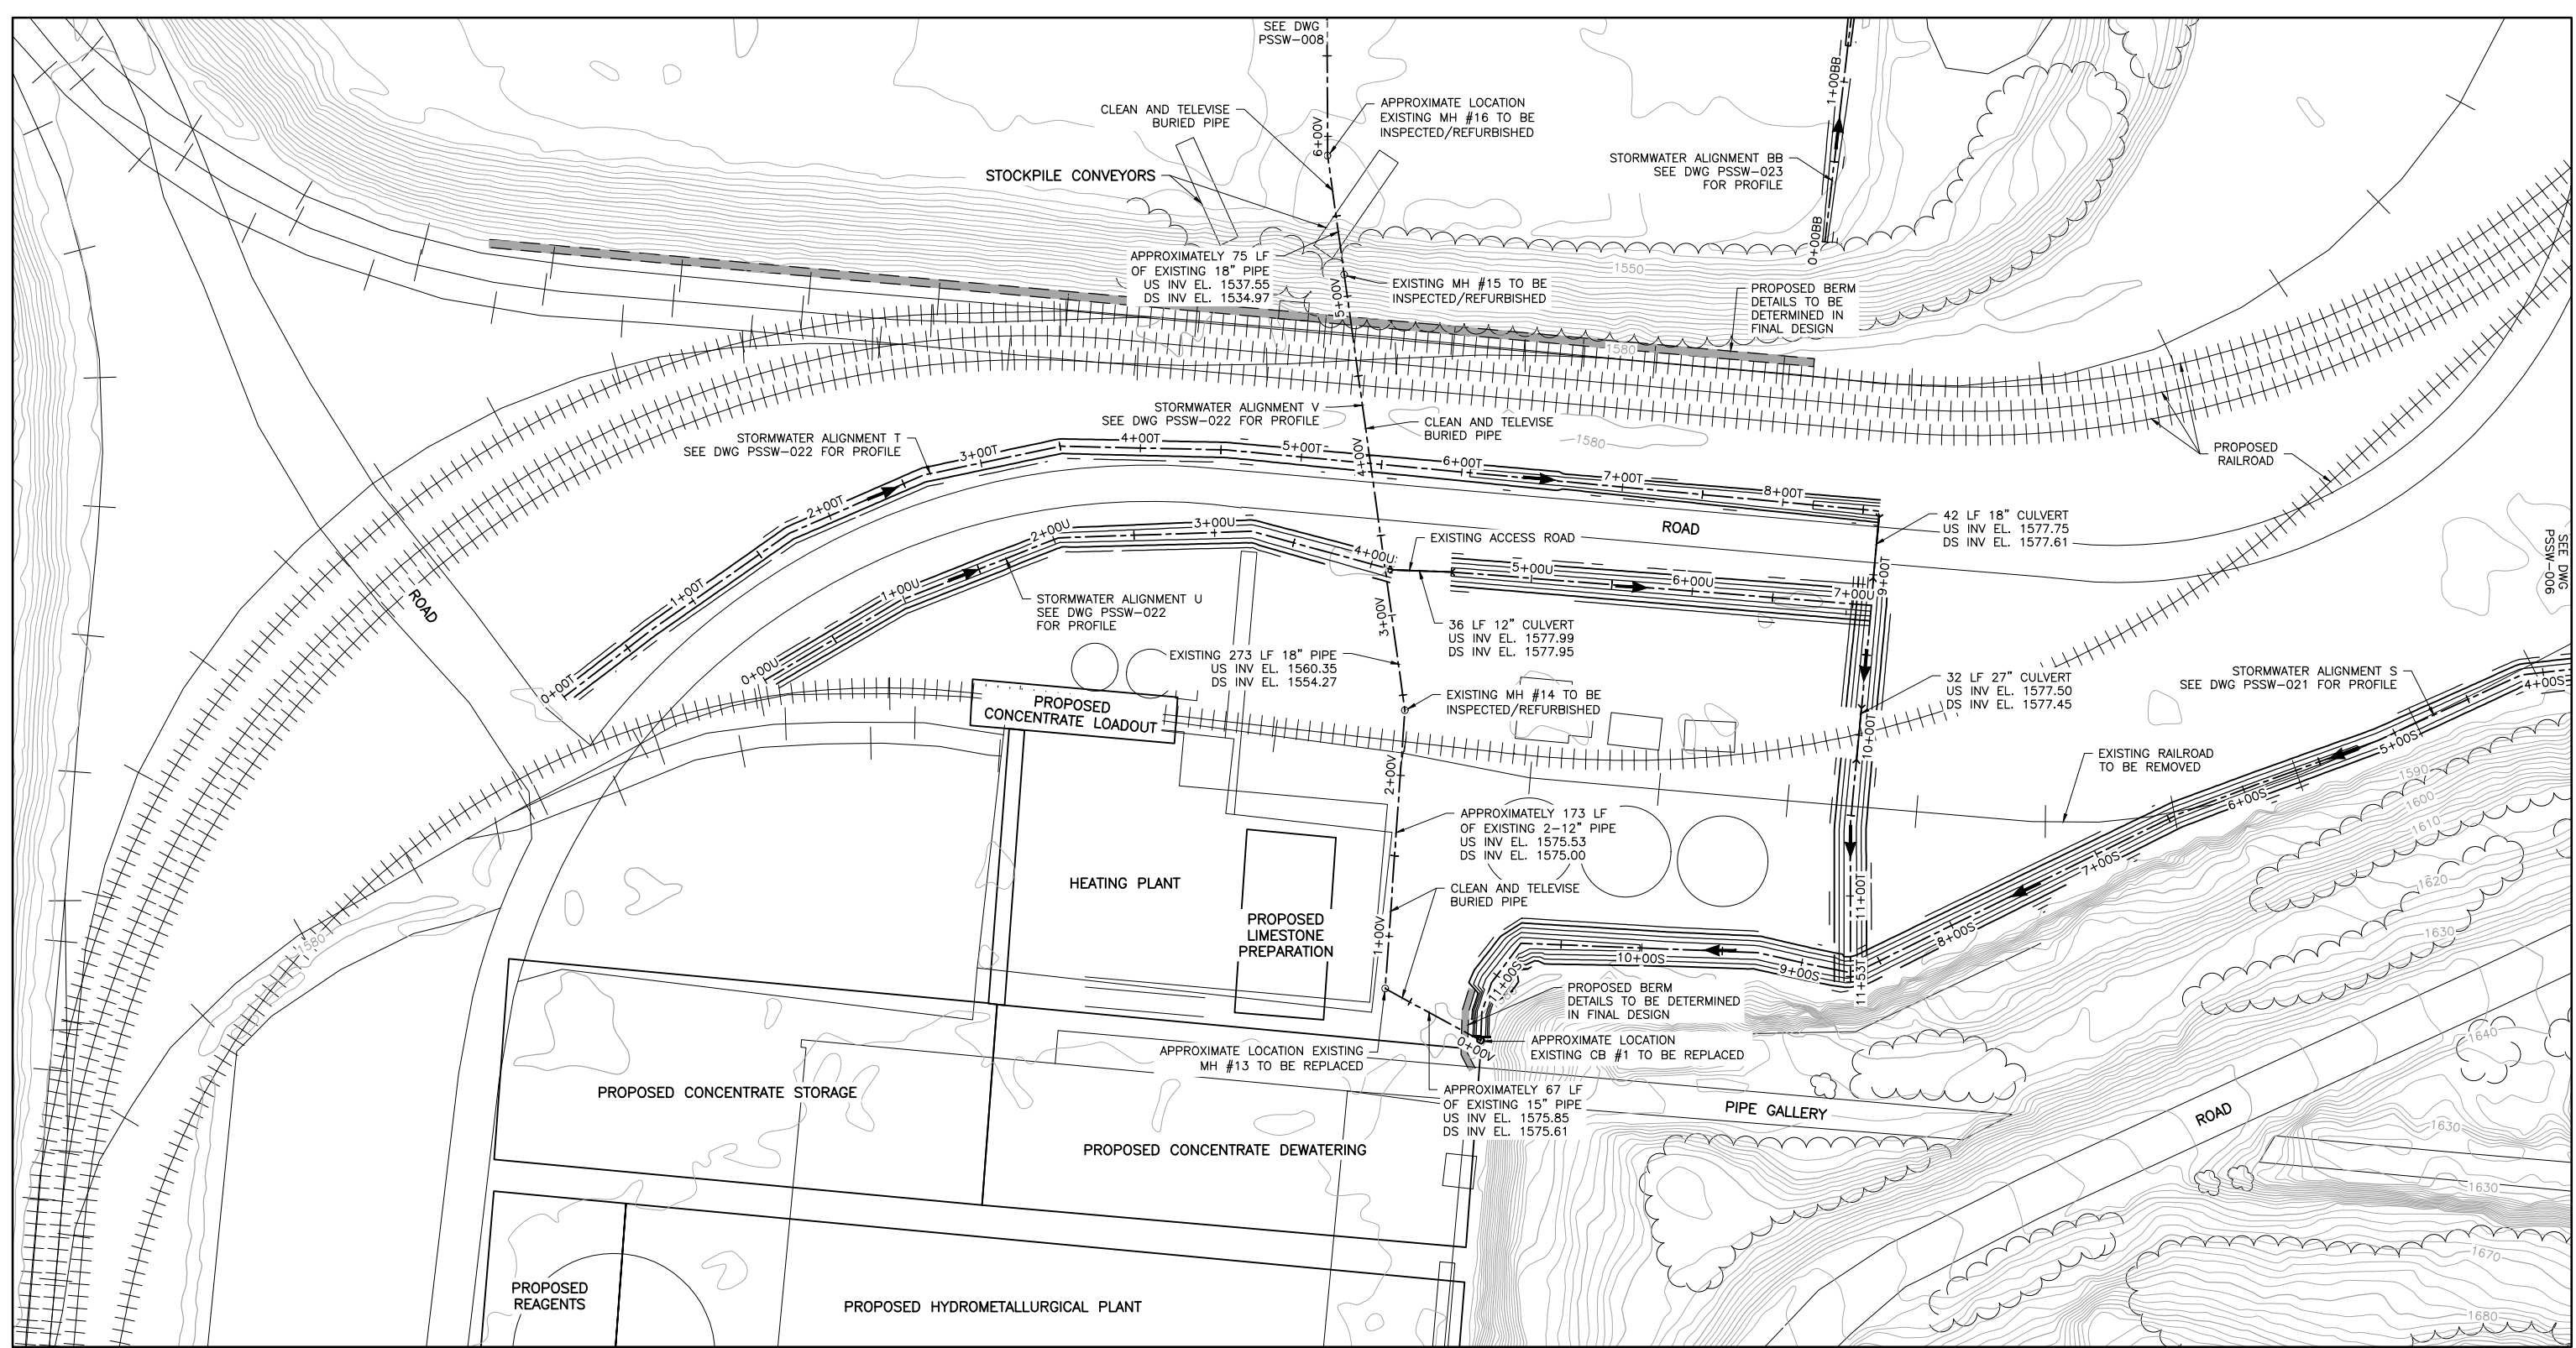 SEE DWG
PSSW-008
CLEAN AND TELEVISE
BURIED PIPE
APPROXIMATE LOCATION
EXISTING MH #16 TO BE
INSPECTED/REFURBISHED
6+00V
1+00BB
STOCKPILE CONVEYORS
STORMWATER ALIGNMENT BB
SEE DWG PSSW-023
FOR PROFILE
0+00BB
APPROXIMATELY 75 LF
OF EXISTING 18" PIPE
US INV EL. 1537.55
DS INV EL. 1534.97
5+00V
EXISTING MH #15 TO BE
INSPECTED/REFURBISHED
1550
PROPOSED BERM
DETAILS TO BE
DETERMINED IN
FINAL DESIGN
1580
STORMWATER ALIGNMENT V
SEE DWG PSSW-022 FOR PROFILE
CLEAN AND TELEVISE
BURIED PIPE
1580
PROPOSED
RAILROAD
STORMWATER ALIGNMENT T
SEE DWG PSSW-022 FOR PROFILE
0+00T
1+00T
2+00T
3+00T
4+00T
5+00T
6+00T
7+00T
8+00T
4+00V
ROAD
ROAD
42 LF 18" CULVERT
US INV EL. 1577.75
DS INV EL. 1577.61
SEE DWG
PSSW-006
EXISTING ACCESS ROAD
0+00U
1+00U
2+00U
3+00U
4+00U
5+00U
6+00U
7+00U
9+00T
STORMWATER ALIGNMENT U
SEE DWG PSSW-022
FOR PROFILE
3+00V
36 LF 12" CULVERT
US INV EL. 1577.99
DS INV EL. 1577.95
EXISTING 273 LF 18" PIPE
US INV EL. 1560.35
DS INV EL. 1554.27
EXISTING MH #14 TO BE
INSPECTED/REFURBISHED
32 LF 27" CULVERT
US INV EL. 1577.50
DS INV EL. 1577.45
STORMWATER ALIGNMENT S
SEE DWG PSSW-021 FOR PROFILE
4+00S
PROPOSED
CONCENTRATE LOADOUT
10+00T
2+00V
5+00S
EXISTING RAILROAD
TO BE REMOVED
1590
1600
1610
6+00S
APPROXIMATELY 173 LF
OF EXISTING 2-12" PIPE
US INV EL. 1575.53
DS INV EL. 1575.00
7+00S
1620
HEATING PLANT
CLEAN AND TELEVISE
BURIED PIPE
11+00T
PROPOSED
LIMESTONE
PREPARATION
1+00V
8+00S
1630
1580
10+00S
9+00S
11+00S
11+53T
PROPOSED BERM
DETAILS TO BE DETERMINED
IN FINAL DESIGN
0+00V
APPROXIMATE LOCATION
EXISTING CB #1 TO BE REPLACED
1640
APPROXIMATE LOCATION EXISTING
MH #13 TO BE REPLACED
PROPOSED CONCENTRATE STORAGE
APPROXIMATELY 67 LF
OF EXISTING 15" PIPE
US INV EL. 1575.85
DS INV EL. 1575.61
PIPE GALLERY
ROAD
1630
PROPOSED CONCENTRATE DEWATERING
1630
1670
PROPOSED
REAGENTS
PROPOSED HYDROMETALLURGICAL PLANT
1680